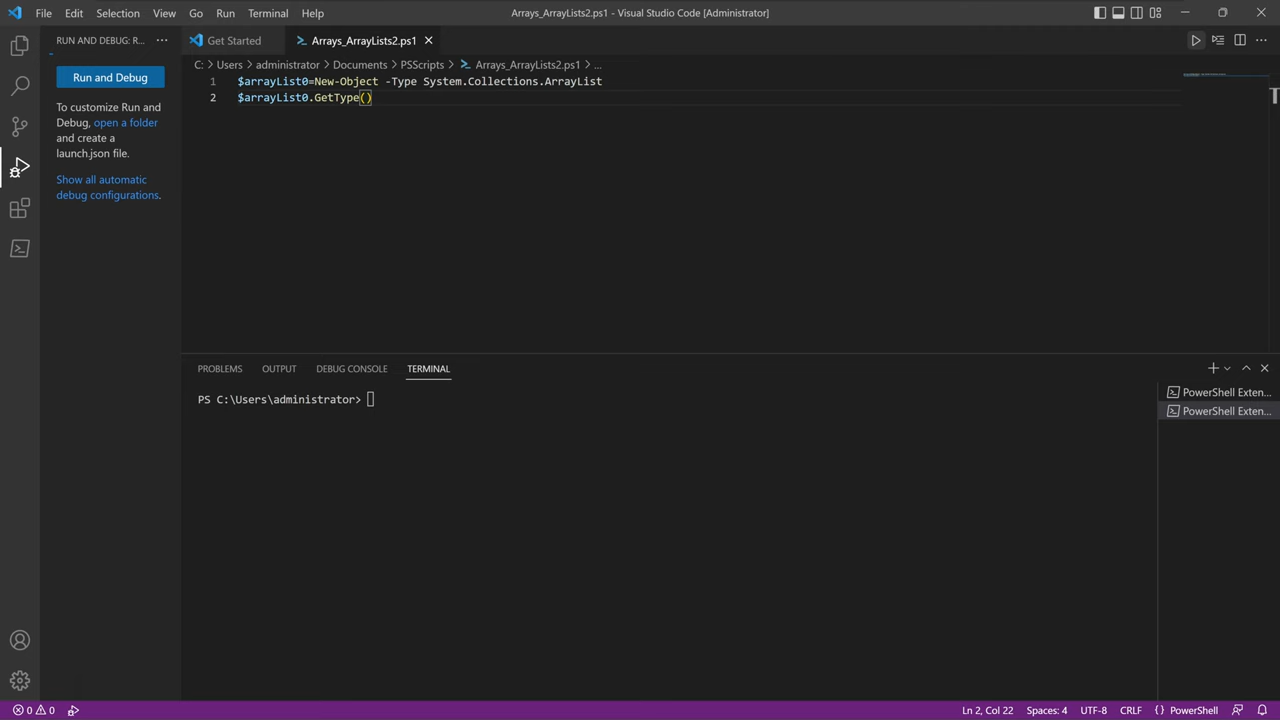 File Edit Selection View Go Run Terminal Help
Arrays_ArrayLists2.ps1 - Visual Studio Code [Administrator]
RUN AND DEBUG: R... ...
Get Started
Arrays_ArrayLists2.ps1
C: > Users > administrator > Documents > PSScripts > Arrays_ArrayLists2.ps1 > ...
Run and Debug
To customize Run and
Debug, open a folder
and create a
launch.json file.
Show all automatic
debug configurations.
1 $arrayList0=New-Object -Type System.Collections.ArrayList
2 $arrayList0.GetType()
PROBLEMS OUTPUT DEBUG CONSOLE TERMINAL
PS C:\Users\administrator>
PowerShell Exten...
PowerShell Exten...
0 0
Ln 2, Col 22 Spaces: 4 UTF-8 CRLF {} PowerShell